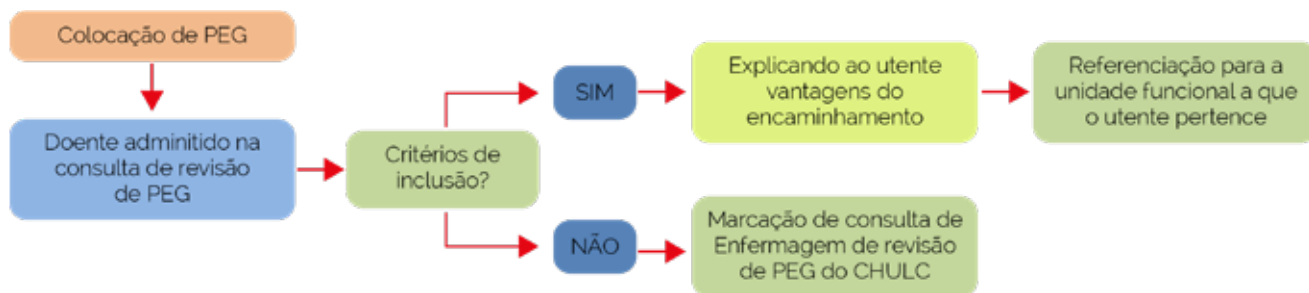 Colocação de PEG
Doente adminitido na
consulta de revisão
de PEG
Critérios de
inclusão?
SIM
Explicando ao utente
vantagens do
encaminhamento
Referenciação para a
unidade funcional a que
o utente pertence
NÃO
Marcação de consulta de
Enfermagem de revisão
de PEG do CHULC